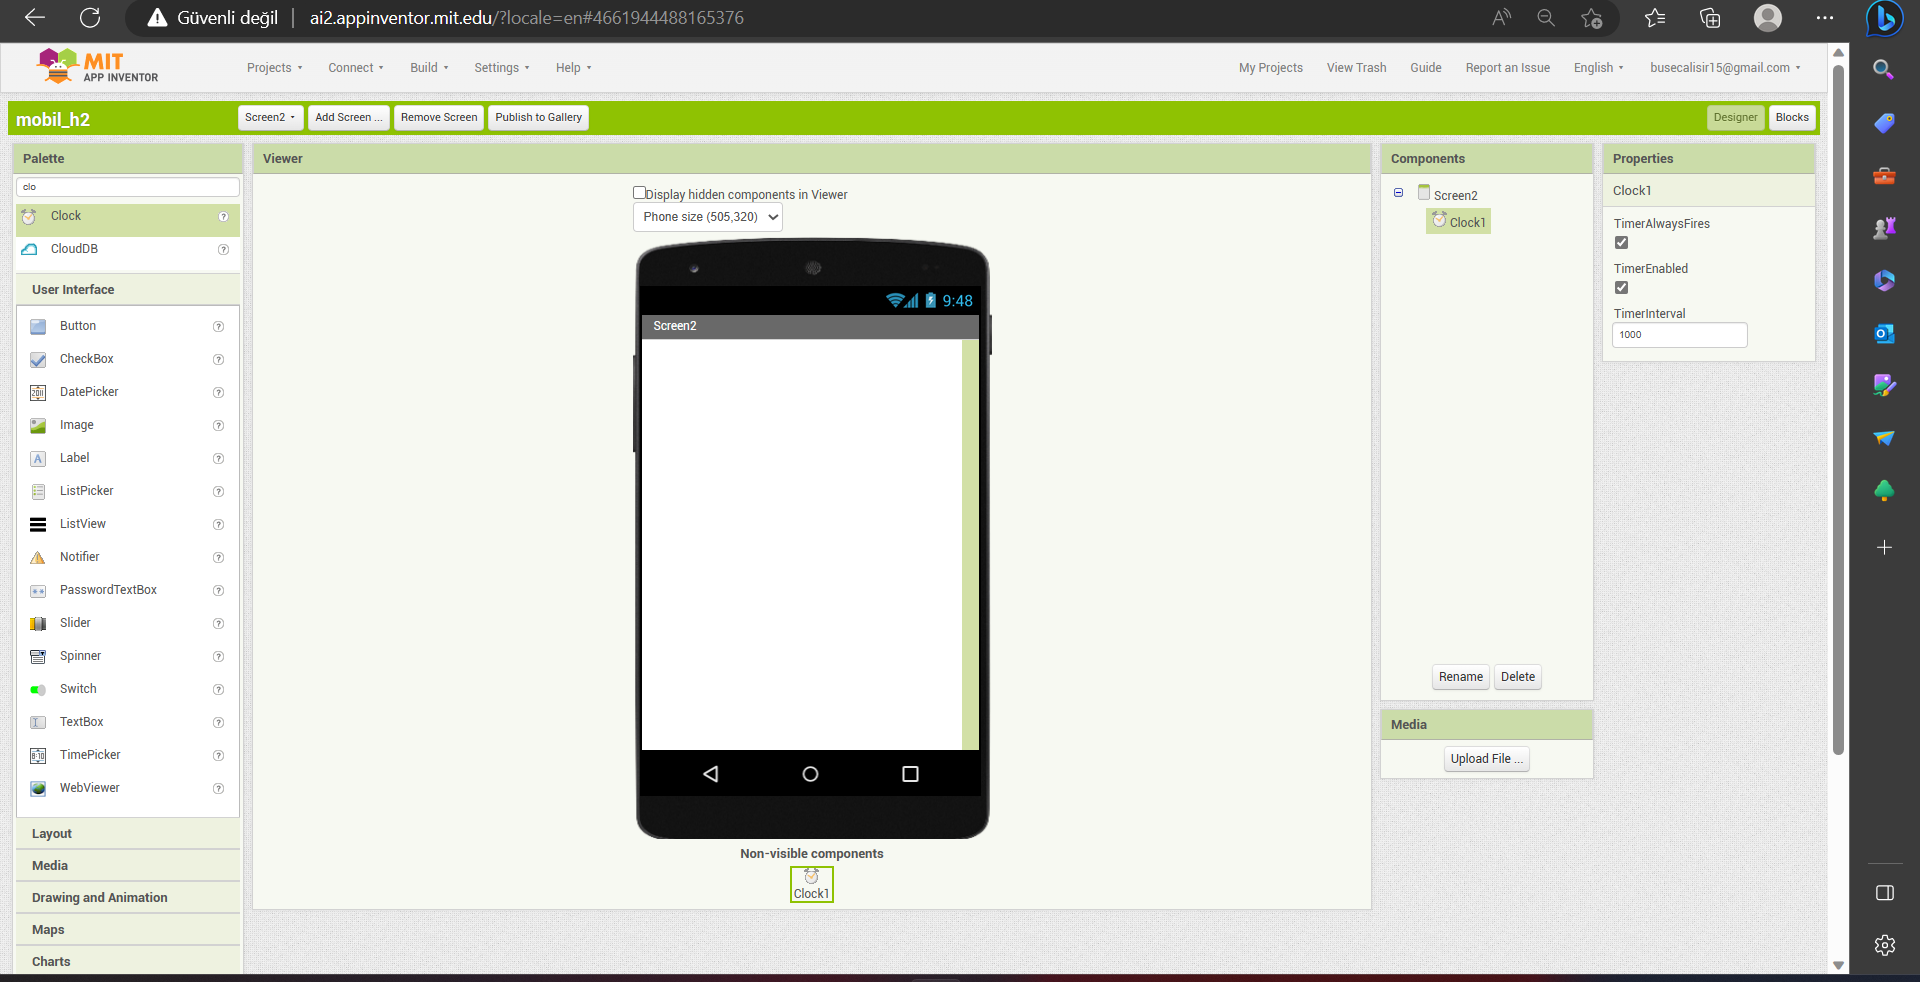 Güvenli değil
ai2.appinventor.mit.edu/?locale=en#4661944488165376
MIT
APP INVENTOR
Projects
Connect
Build
Settings
Help
My Projects
View Trash
Guide
Report an Issue
English
busecalisir15@gmail.com
mobil_h2
Screen2
Add Screen ...
Remove Screen
Publish to Gallery
Designer
Blocks
Palette
clo
Clock
CloudDB
User Interface
Button
CheckBox
DatePicker
Image
Label
ListPicker
ListView
Notifier
PasswordTextBox
Slider
Spinner
Switch
TextBox
TimePicker
WebViewer
Layout
Media
Drawing and Animation
Maps
Charts
Viewer
Display hidden components in Viewer
Phone size (505,320)
9:48
Screen2
Non-visible components
Clock1
Components
Screen2
Clock1
Rename
Delete
Media
Upload File ...
Properties
Clock1
TimerAlwaysFires
TimerEnabled
TimerInterval
1000